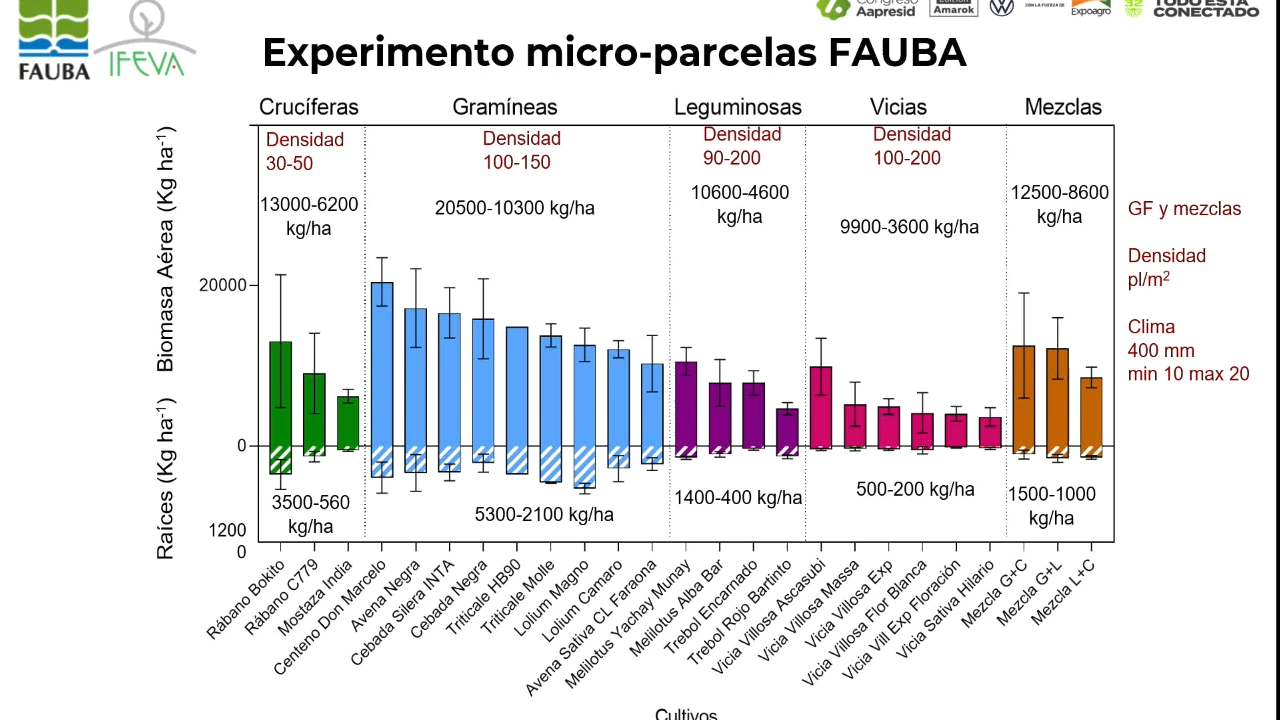 FAUBA
IFEVA
Congreso
Aapresid
Edición
Amarok
CON LA FUERZA DE
Expoagro
TODO ESTÁ
CONECTADO
Experimento micro-parcelas FAUBA
Crucíferas
Gramíneas
Leguminosas
Vicias
Mezclas
Densidad
30-50
Densidad
100-150
Densidad
90-200
Densidad
100-200
13000-6200
kg/ha
20500-10300 kg/ha
10600-4600
kg/ha
9900-3600 kg/ha
12500-8600
kg/ha
GF y mezclas
Densidad
pl/m²
Clima
400 mm
min 10 max 20
Biomasa Aérea (Kg ha⁻¹)
Raíces (Kg ha⁻¹)
20000
0
1200
0
3500-560
kg/ha
5300-2100 kg/ha
1400-400 kg/ha
500-200 kg/ha
1500-1000
kg/ha
Rábano Bokito
Rábano C779
Mostaza India
Centeno Don Marcelo
Avena Negra
Cebada Silera INTA
Cebada Negra
Triticale HB90
Triticale Molle
Lolium Magno
Lolium Camaro
Avena Sativa CL Faraona
Melilotus Yachay Munay
Melilotus Alba Bar
Trebol Encarnado
Trebol Rojo Bartinto
Vicia Villosa Ascasubi
Vicia Villosa Massa
Vicia Villosa Exp
Vicia Villosa Flor Blanca
Vicia Vill Exp Floración
Vicia Sativa Hilario
Mezcla G+C
Mezcla G+L
Mezcla L+C
Cultivos